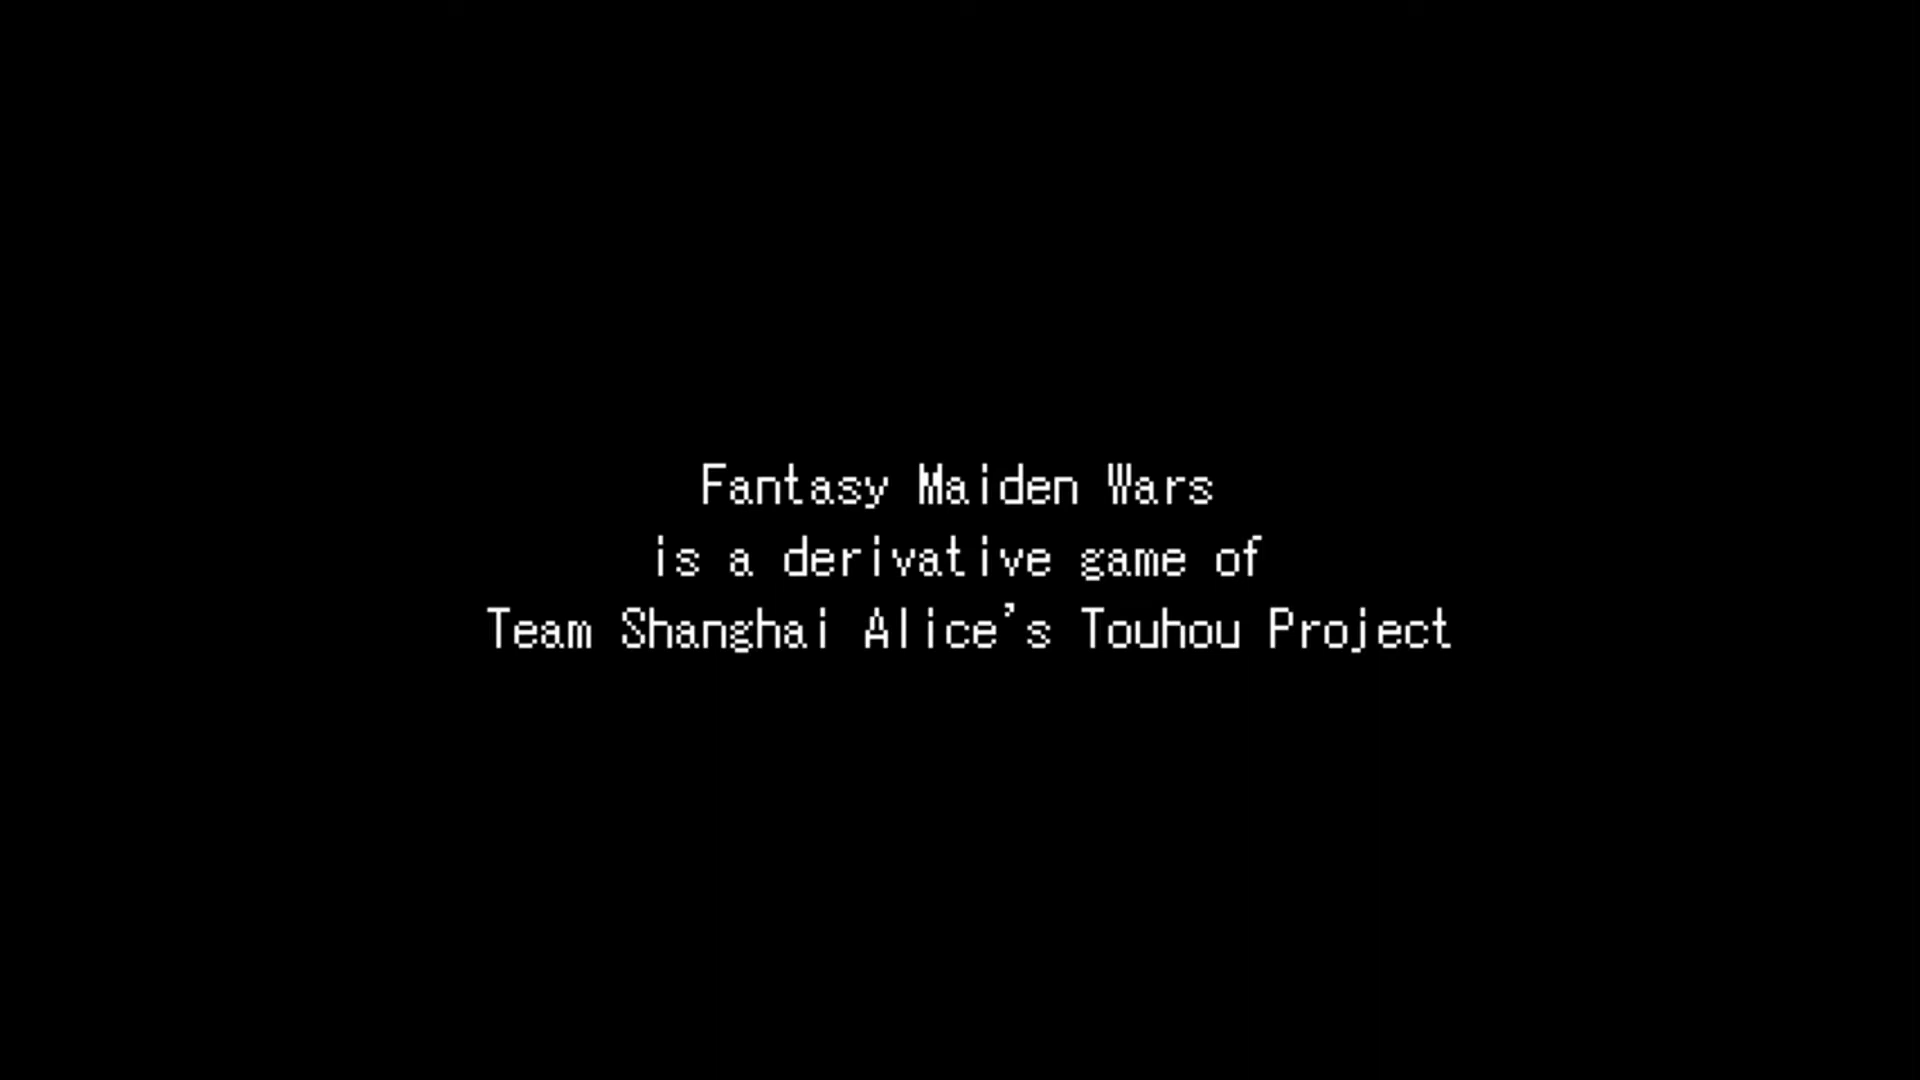 Fantasy Maiden Wars
is a derivative game of
Team Shanghai Alice's Touhou Project